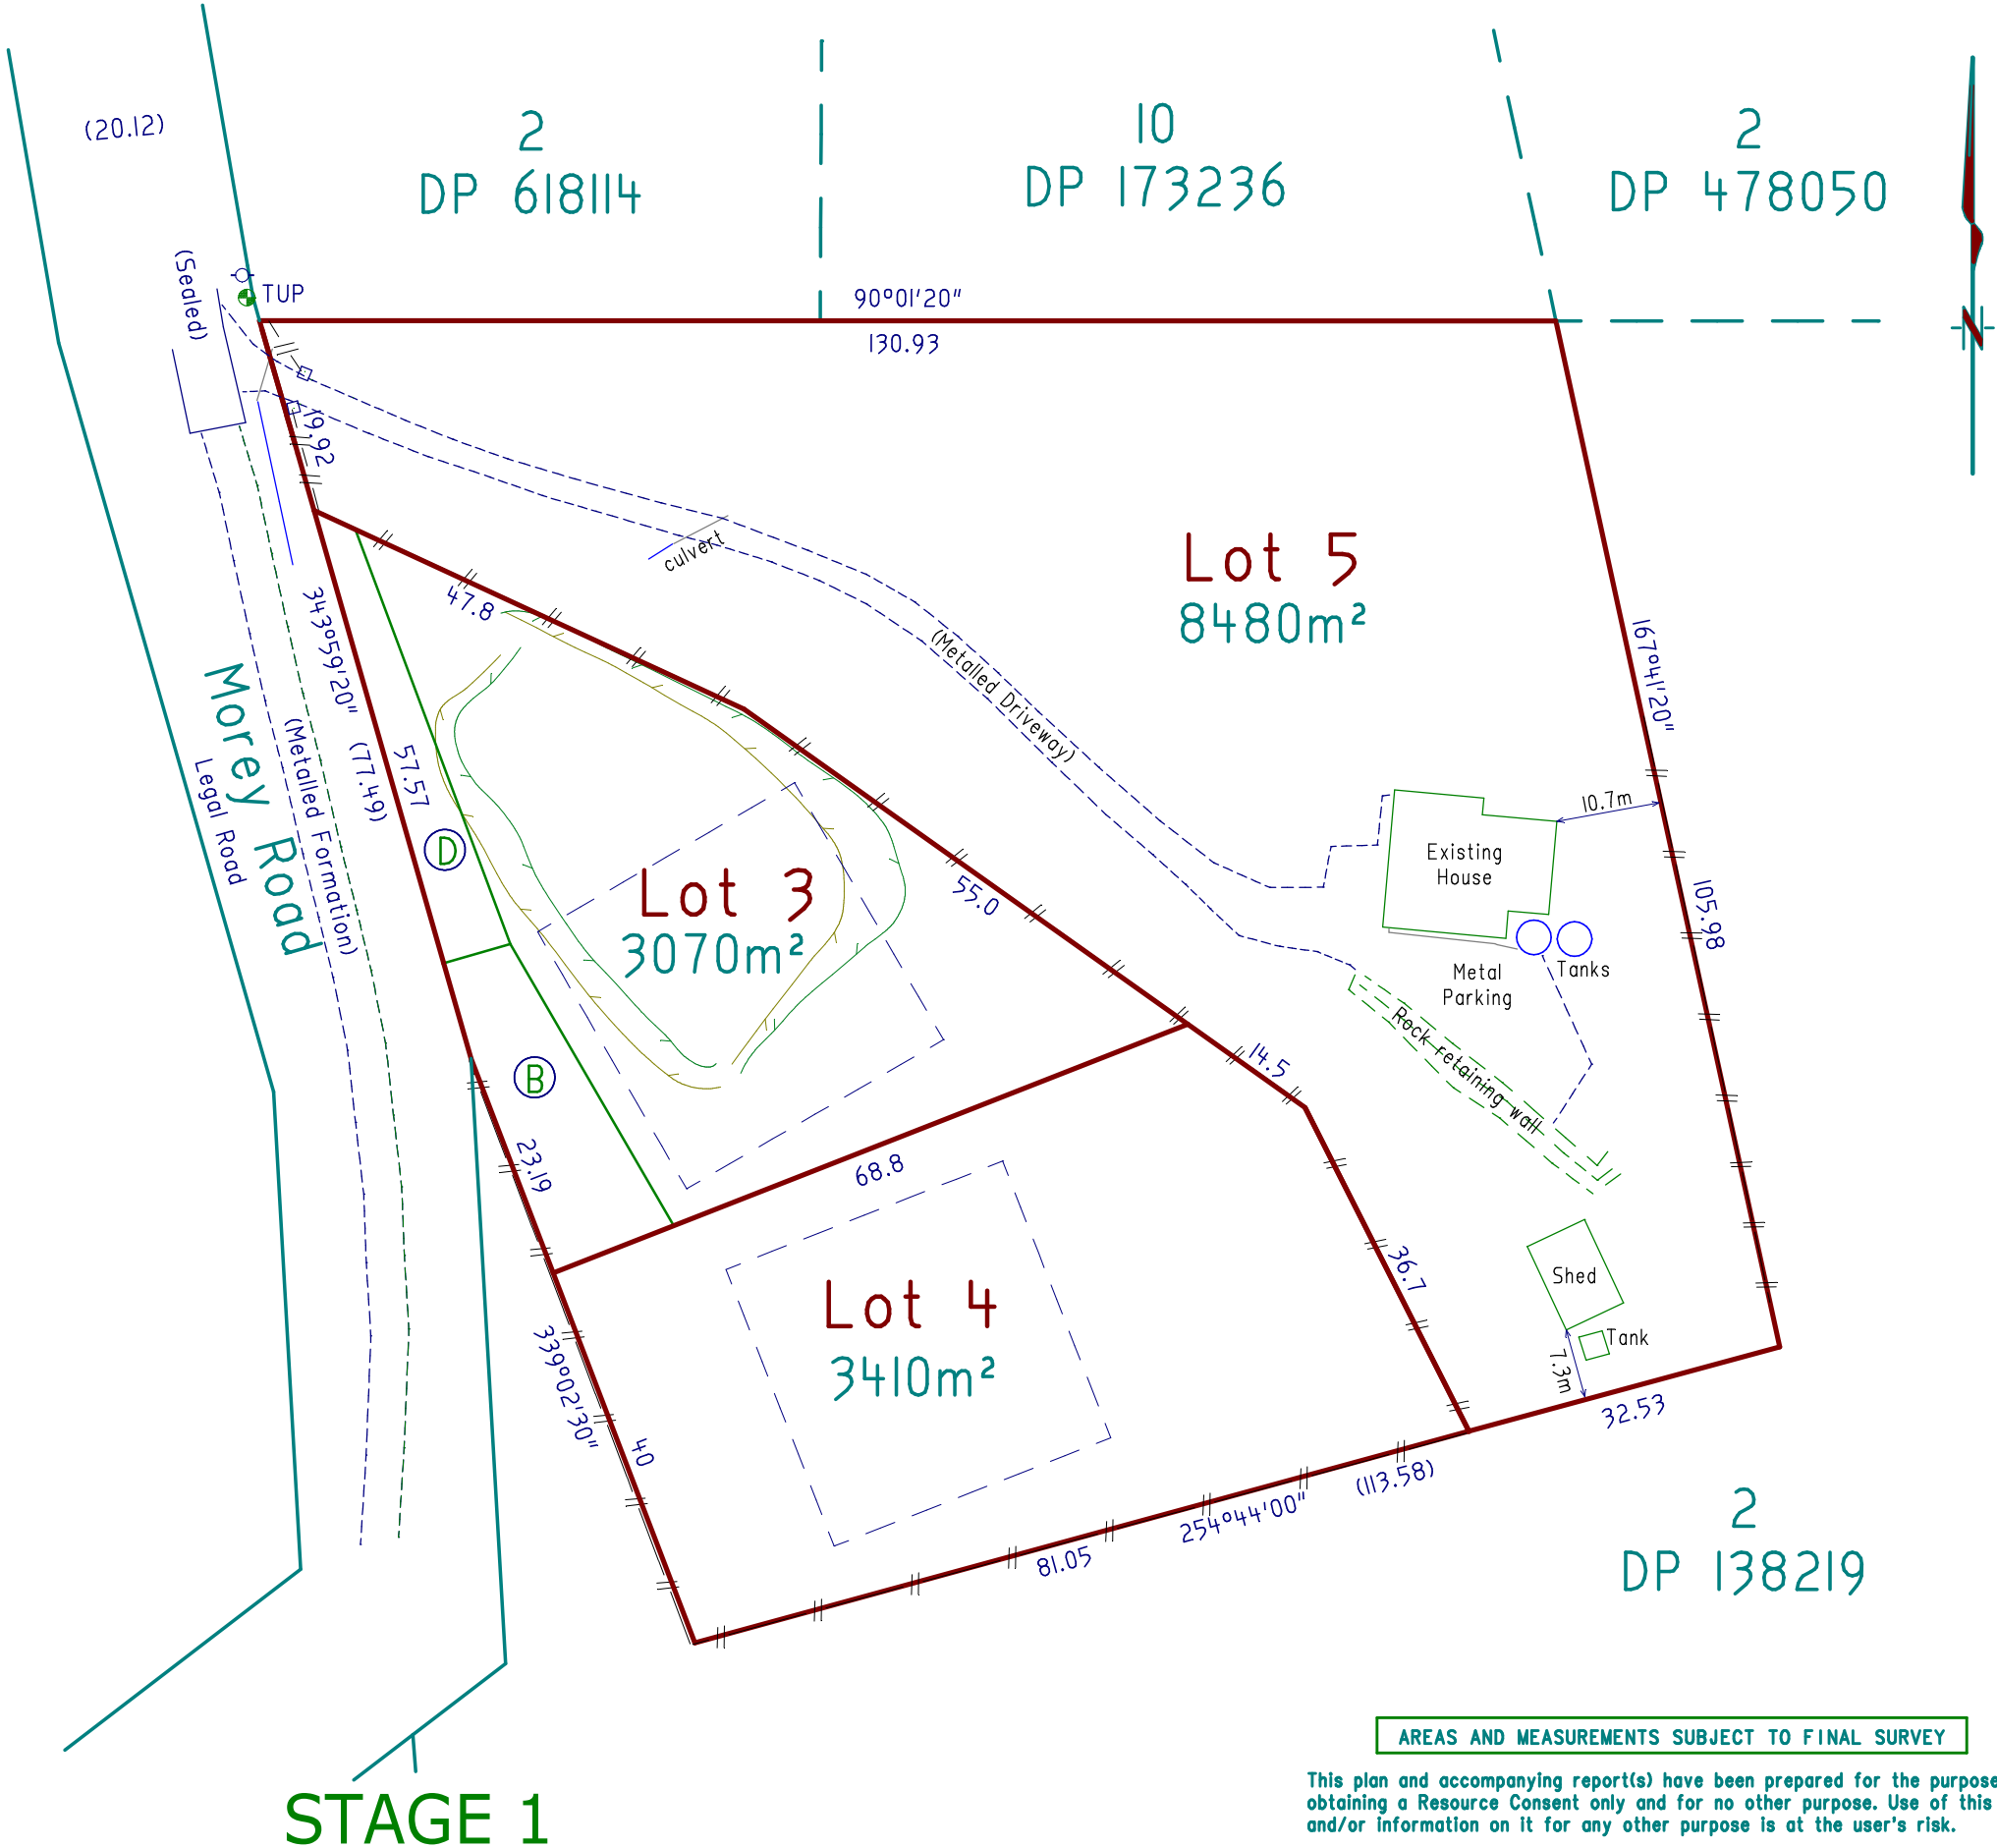 (20.12)
2
DP 618114
10
DP 173236
2
DP 478050
(Sealed)
TUP
90°01'20"
130.93
N
19.92
culvert
47.8
Lot 5
8480m²
343°59'20"
(Metalled Driveway)
167°41'20"
Morey Road
Legal Road
(Metalled Formation)
(77.49)
57.57
10.7m
D
Existing
House
Lot 3
3070m²
55.0
105.98
Metal
Parking
Tanks
Rock retaining wall
B
14.5
23.19
68.8
36.7
Shed
Lot 4
3410m²
Tank
7.3m
339°02'30"
40
32.53
(113.58)
254°44'00"
81.05
2
DP 138219
AREAS AND MEASUREMENTS SUBJECT TO FINAL SURVEY
This plan and accompanying report(s) have been prepared for the purpose
obtaining a Resource Consent only and for no other purpose. Use of this
and/or information on it for any other purpose is at the user's risk.
STAGE 1